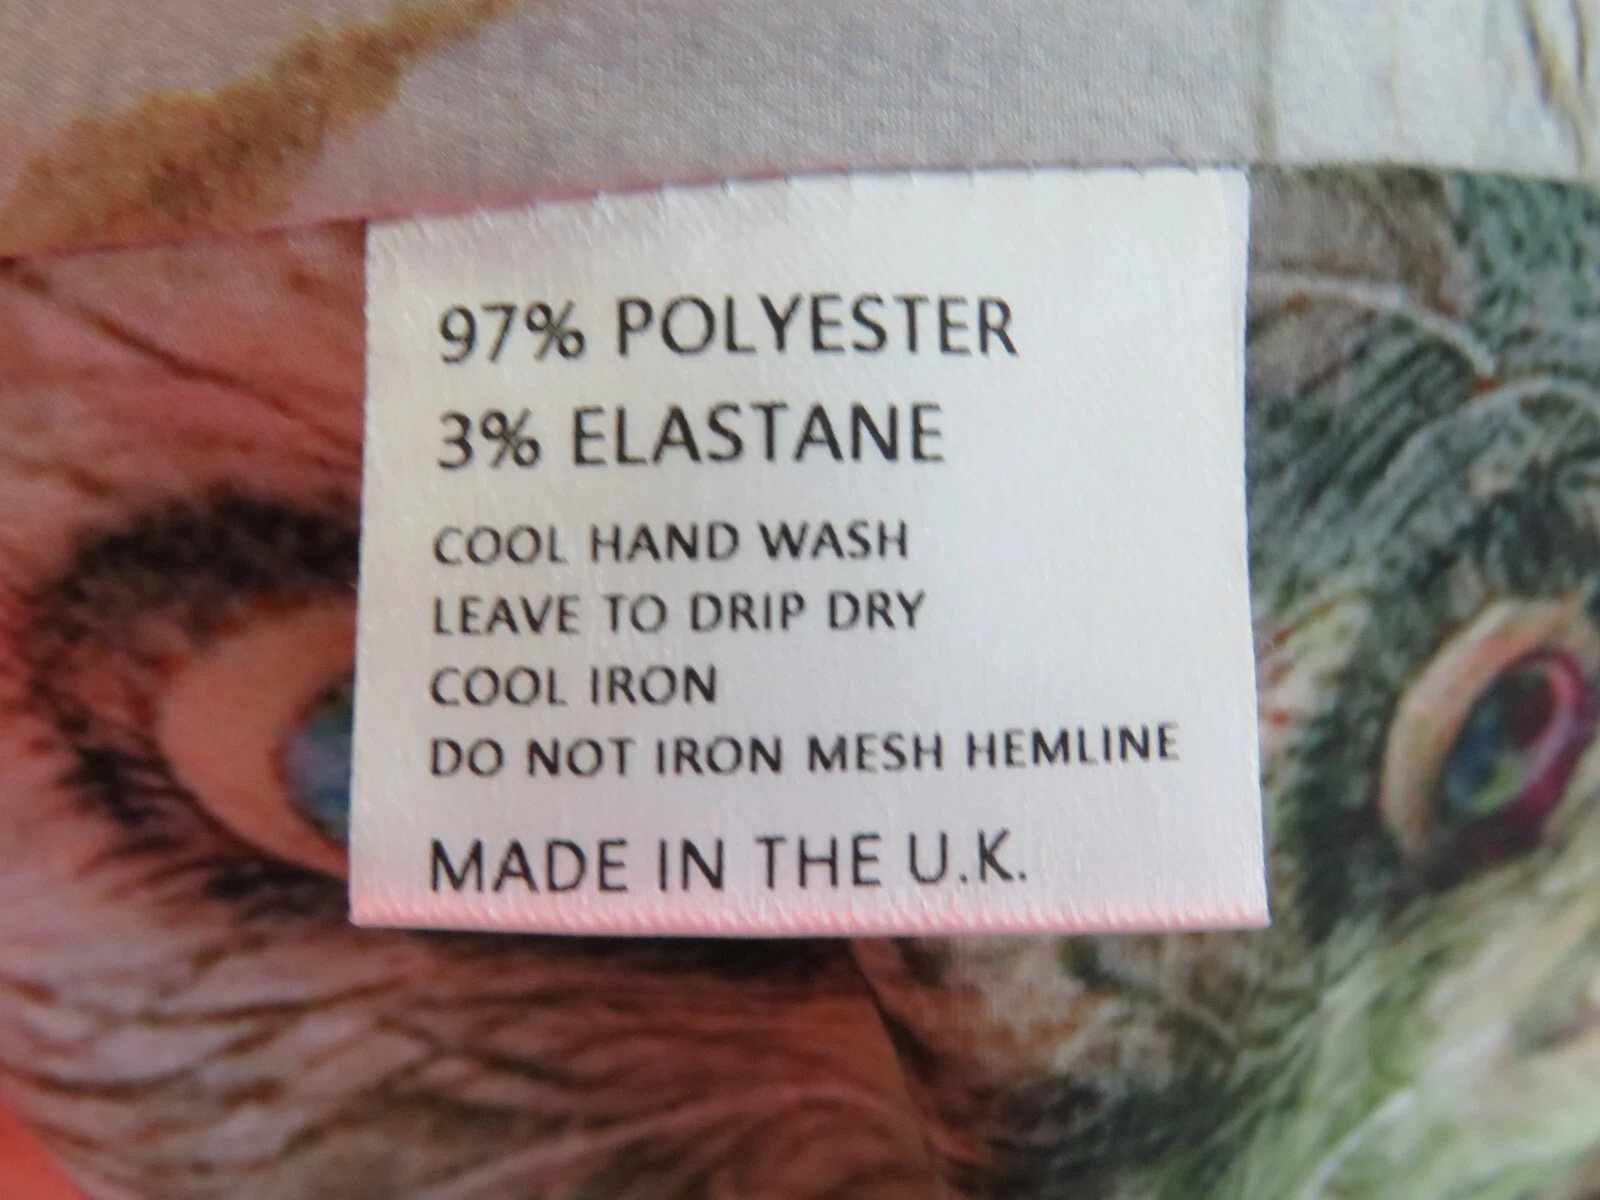 97% POLYESTER
3% ELASTANE
COOL HAND WASH
LEAVE TO DRIP DRY
COOL IRON
DO NOT IRON MESH HEMLINE
MADE IN THE U.K.